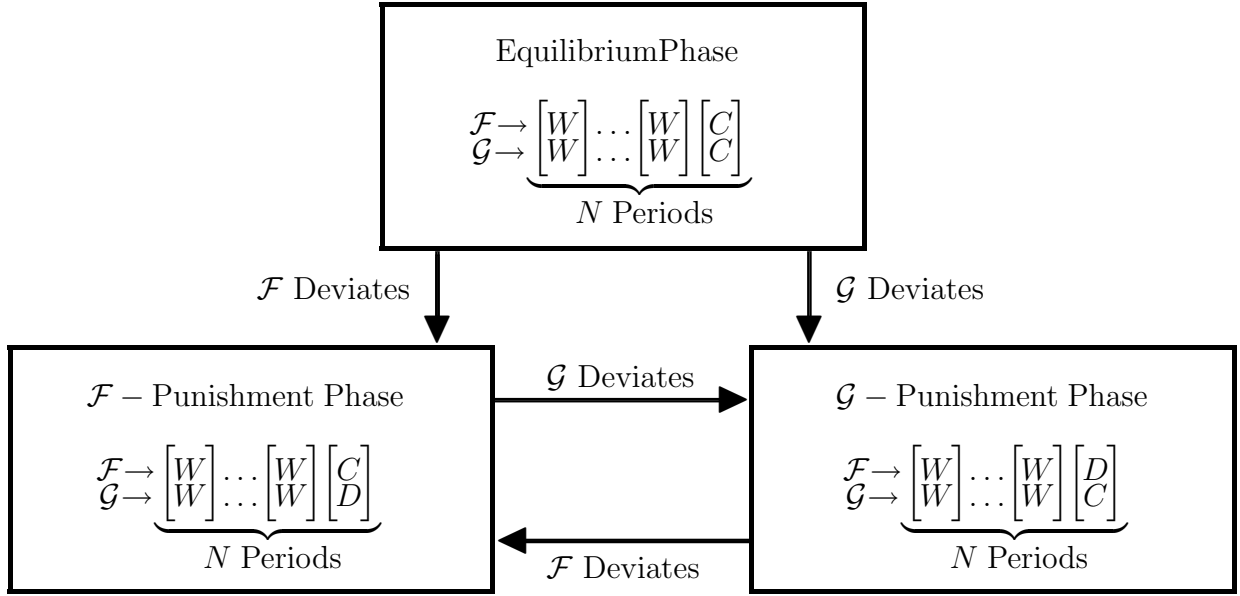 EquilibriumPhase
ℱ→[W]…[W][C]
𝒢→[W]…[W][C]
N Periods
ℱ Deviates
𝒢 Deviates
ℱ − Punishment Phase
ℱ→[W]…[W][C]
𝒢→[W]…[W][D]
N Periods
𝒢 Deviates
ℱ Deviates
𝒢 − Punishment Phase
ℱ→[W]…[W][D]
𝒢→[W]…[W][C]
N Periods